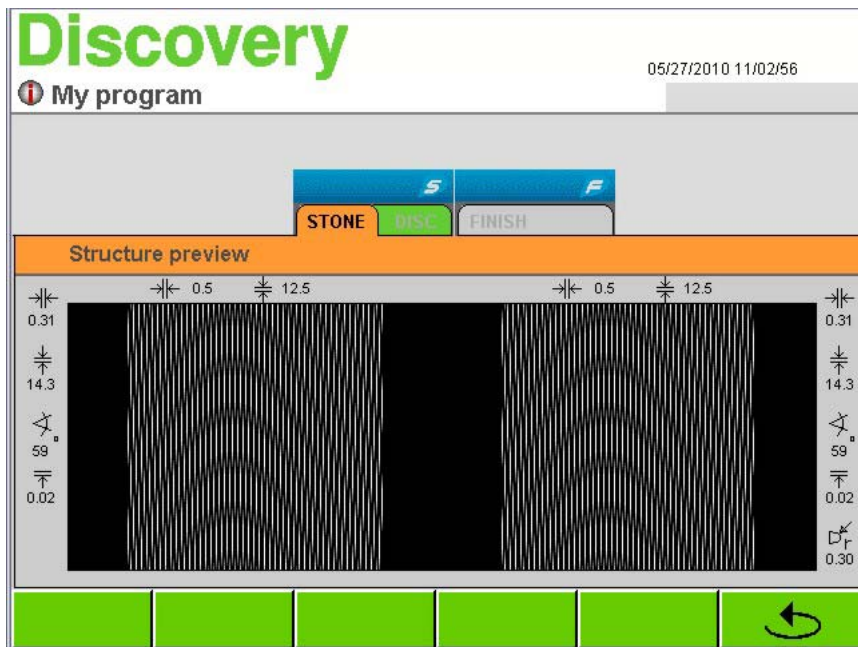 Discovery
05/27/2010 11/02/56
My program
S F
STONE DISC FINISH
Structure preview
0.5 12.5 0.5 12.5
0.31 0.31
14.3 14.3
59 ° 59 °
0.02 0.02
r
0.30